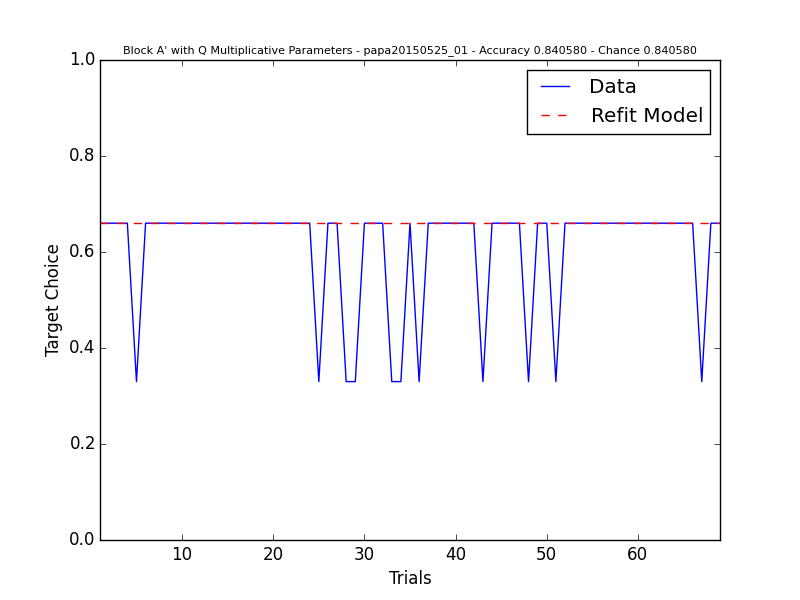 Block A' with Q Multiplicative Parameters - papa20150525_01 - Accuracy 0.840580 - Chance 0.840580
1.0
Data
Refit Model
0.8
0.6
Target Choice
0.4
0.2
0.0
10 20 30 40 50 60
Trials